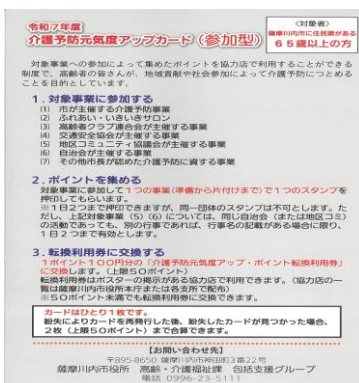 令和7年度
介護予防元気度アップカード(参加型)
〈対象者〉
薩摩川内市に住民票がある
65歳以上の方
対象事業への参加によって集めたポイントを協力店で利用することができる
制度で、高齢者の皆さんが、地域貢献や社会参加によって介護予防につとめる
ことを目的としています。
1.対象事業に参加する
(1) 市が主催する介護予防事業
(2) ふれあい・いきいきサロン
(3) 高齢者クラブ連合会が主催する事業
(4) 交通安全協会が主催する事業
(5) 地区コミュニティ協議会が主催する事業
(6) 自治会が主催する事業
(7) その他市長が認めた介護予防に資する事業
2.ポイントを集める
対象事業に参加して1つの事業(準備から片付けまで)で1つのスタンプを
押印してもらいます。
※1日2つまで押印できますが、同一団体のスタンプは不可とします。た
だし、上記対象事業(5)(6)については、同じ自治会(または地区コミ)
の活動であっても、別の行事であれば、行事名の記載がある場合に限り、
1日2つまで有効とします。
3.転換利用券に交換する
1ポイント100円分の「介護予防元気度アップ・ポイント転換利用券」
に交換します。(上限50ポイント)
転換利用券はポスターの掲示がある協力店で利用できます。(協力店の一
覧は薩摩川内市役所本庁または各支所で配布)
※50ポイント未満でも転換利用券に交換できます。
カードはひとり1枚です。
紛失によりカードを再発行した後、紛失したカードが見つかった場合、
2枚(上限50ポイント)まで合算できます。
【お問い合わせ先】
〒895-8650 薩摩川内市神田町3番22号
薩摩川内市役所 高齢・介護福祉課 包括支援グループ
電話 0996-23-5111